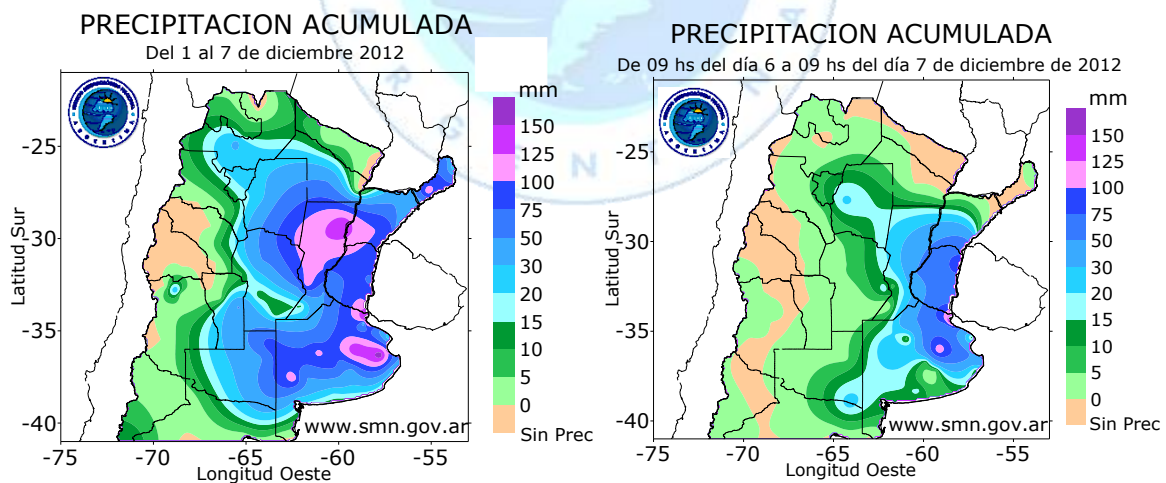 PRECIPITACION ACUMULADA
Del 1 al 7 de diciembre 2012
mm
150
125
100
75
50
30
20
15
10
5
0
Sin Prec
-25
-30
-35
-40
Latitud Sur
-75
-70
-65
-60
-55
Longitud Oeste
www.smn.gov.ar
PRECIPITACION ACUMULADA
De 09 hs del día 6 a 09 hs del día 7 de diciembre de 2012
mm
150
125
100
75
50
30
20
15
10
5
0
Sin Prec
-25
-30
-35
-40
Latitud Sur
-75
-70
-65
-60
-55
Longitud Oeste
www.smn.gov.ar